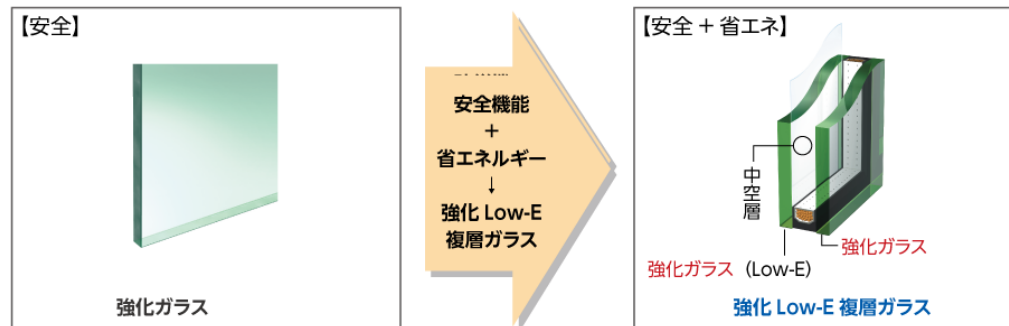 【安全】
強化ガラス
安全機能
+
省エネルギー
↓
強化 Low-E
複層ガラス
【安全 + 省エネ】
中空層
強化ガラス
強化ガラス (Low-E)
強化 Low-E 複層ガラス